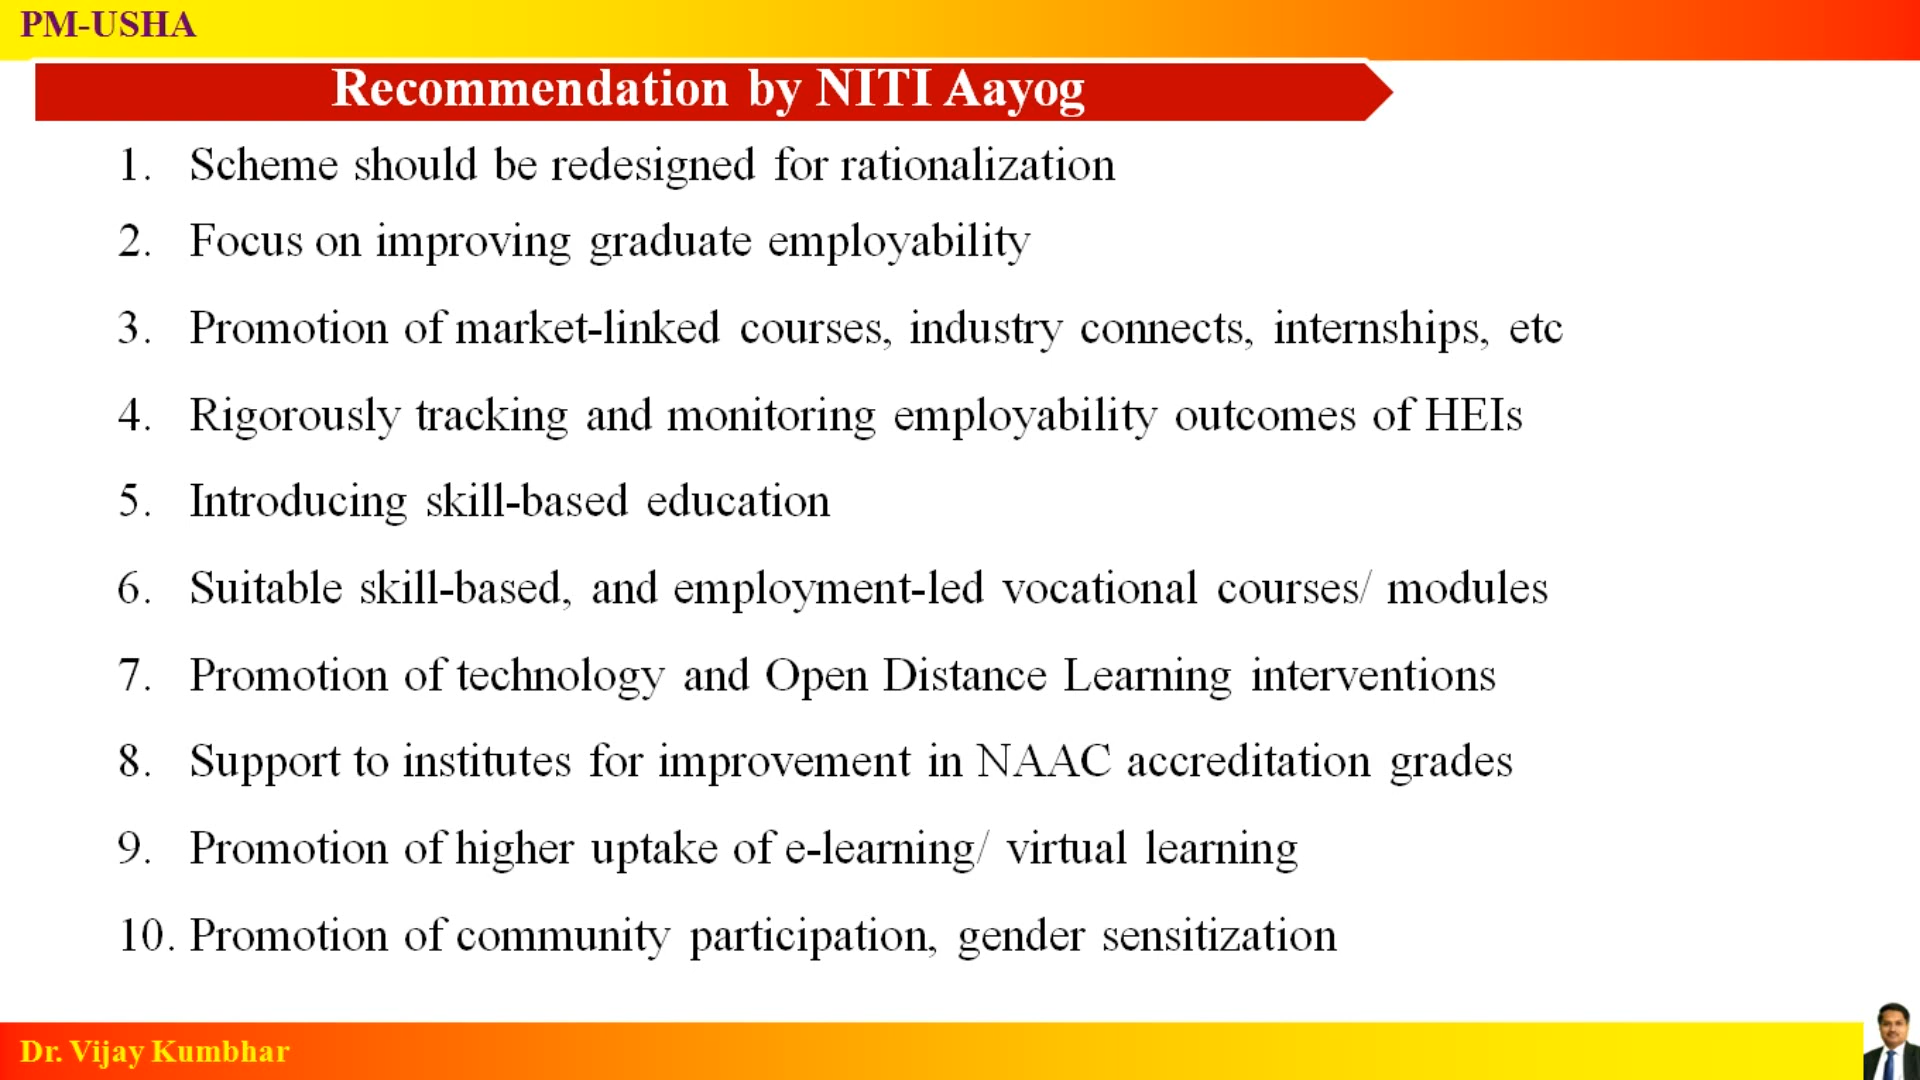 PM-USHA
Recommendation by NITI Aayog
1. Scheme should be redesigned for rationalization
2. Focus on improving graduate employability
3. Promotion of market-linked courses, industry connects, internships, etc
4. Rigorously tracking and monitoring employability outcomes of HEIs
5. Introducing skill-based education
6. Suitable skill-based, and employment-led vocational courses/ modules
7. Promotion of technology and Open Distance Learning interventions
8. Support to institutes for improvement in NAAC accreditation grades
9. Promotion of higher uptake of e-learning/ virtual learning
10. Promotion of community participation, gender sensitization
Dr. Vijay Kumbhar